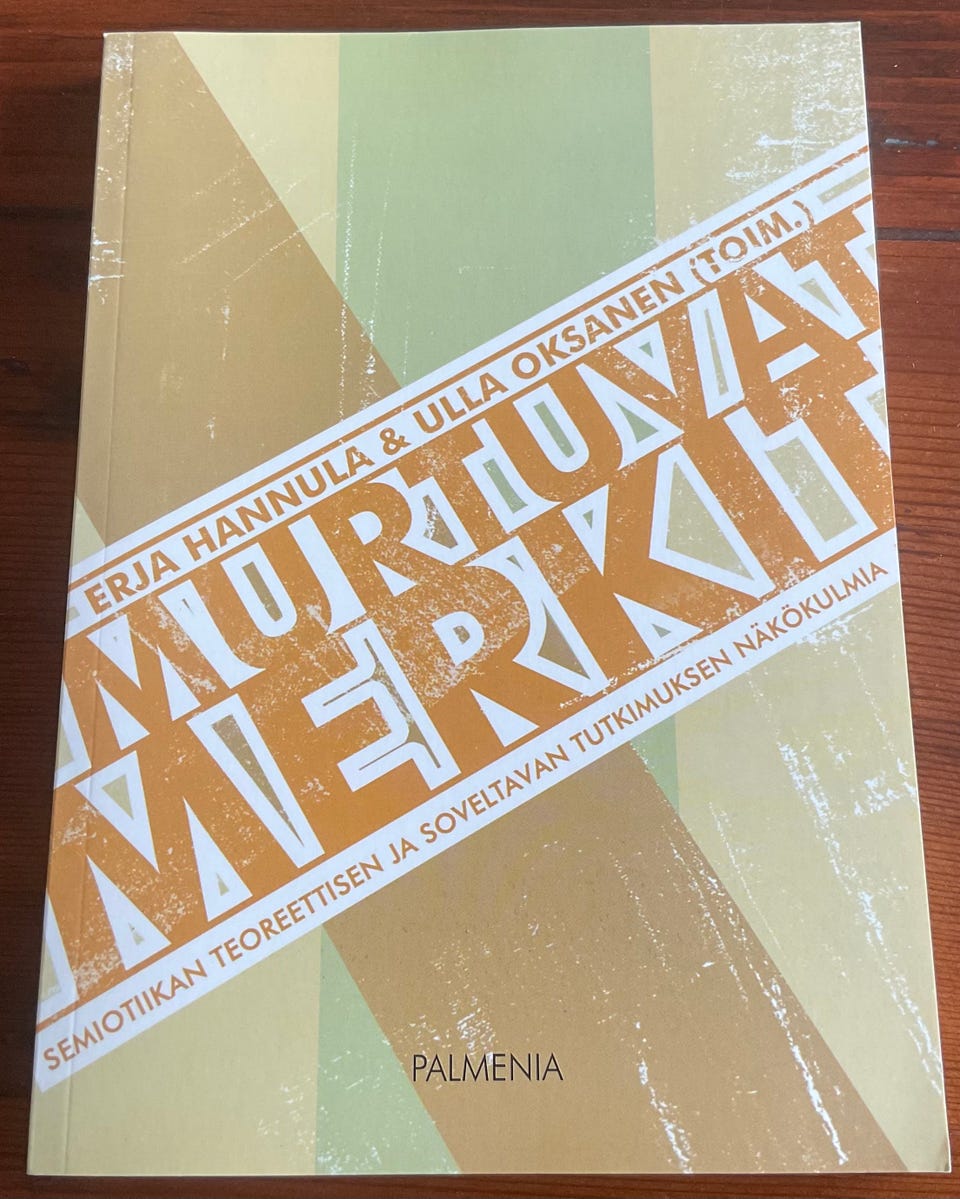 ERJA HANNULA & ULLA OKSANEN (TOIM.)
MURTUVAT
MERKIT
SEMIOTIIKAN TEOREETTISEN JA SOVELTAVAN TUTKIMUKSEN NÄKÖKULMIA
PALMENIA